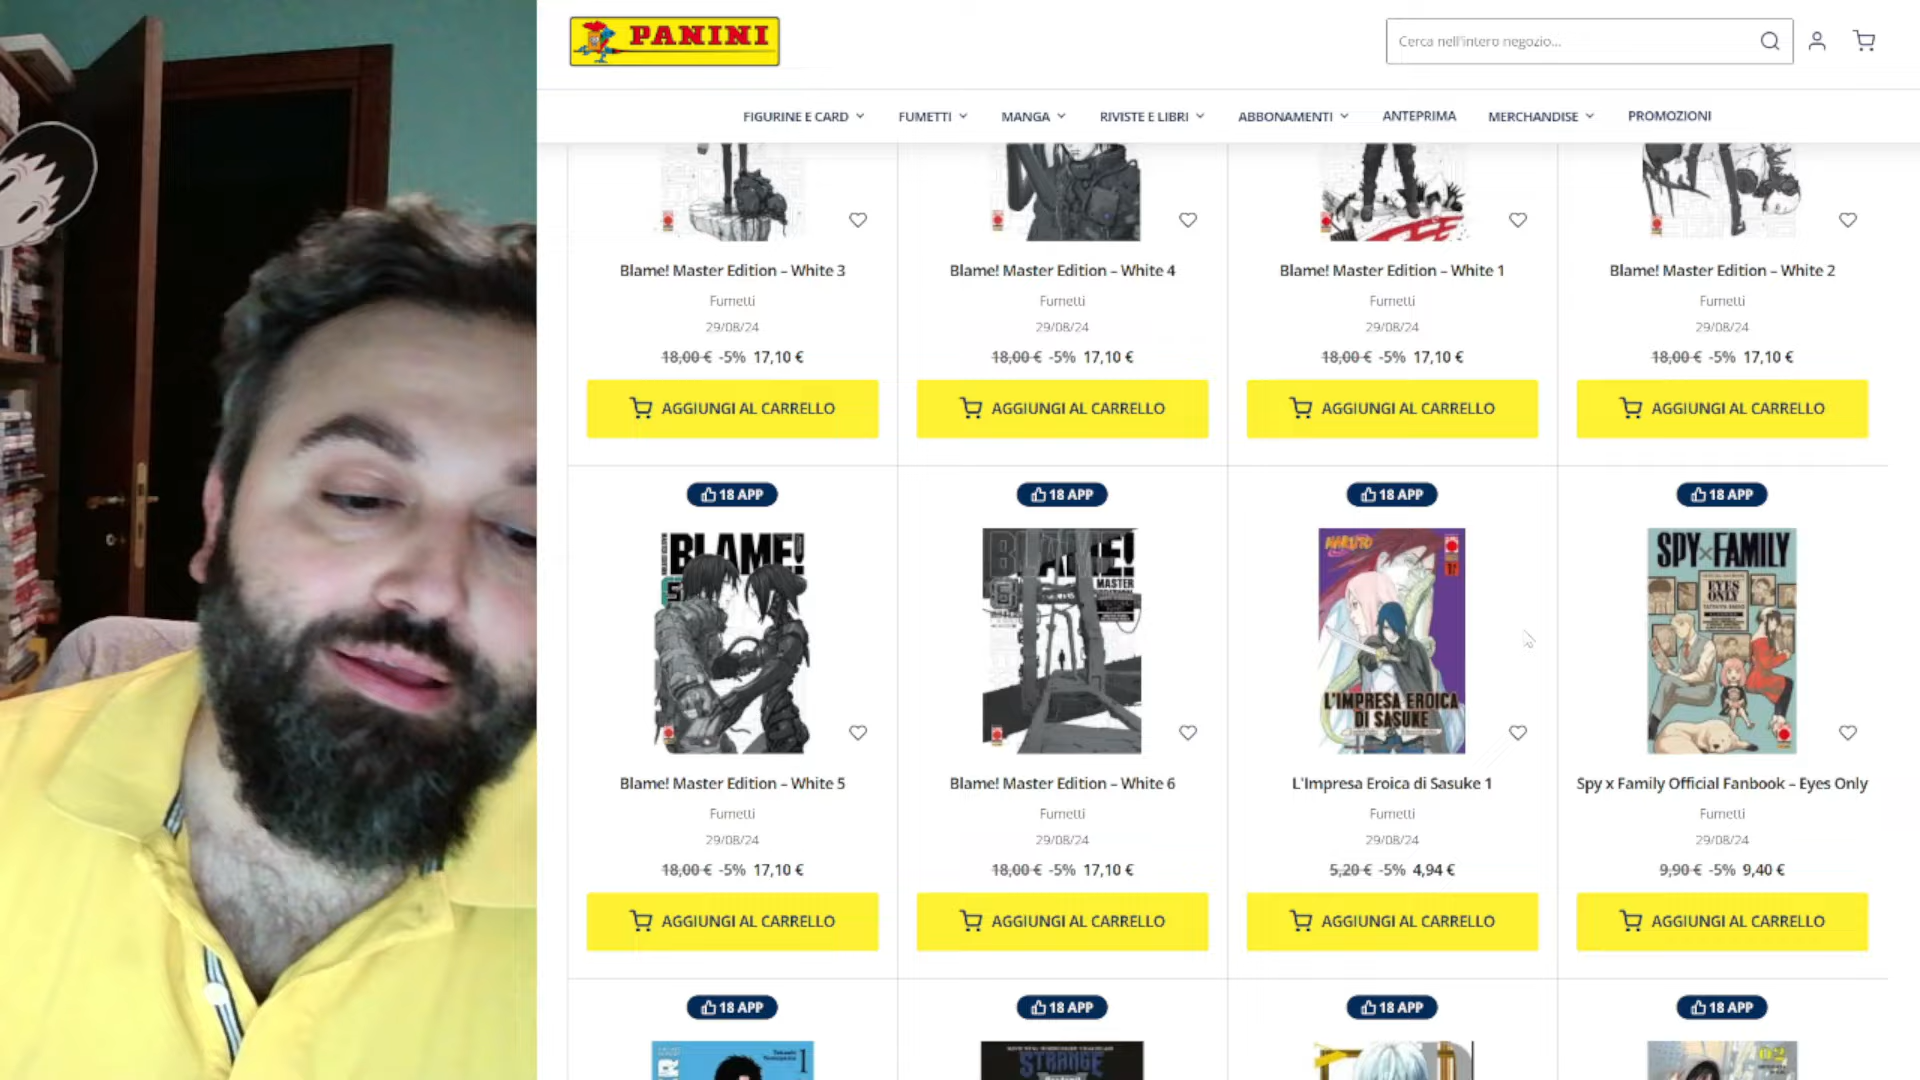 PANINI
Cerca nell'intero negozio...
FIGURINE E CARD
FUMETTI
MANGA
RIVISTE E LIBRI
ABBONAMENTI
ANTEPRIMA
MERCHANDISE
PROMOZIONI
Blame! Master Edition – White 3
Fumetti
29/08/24
18,00 € -5% 17,10 €
AGGIUNGI AL CARRELLO
Blame! Master Edition – White 4
Fumetti
29/08/24
18,00 € -5% 17,10 €
AGGIUNGI AL CARRELLO
Blame! Master Edition – White 1
Fumetti
29/08/24
18,00 € -5% 17,10 €
AGGIUNGI AL CARRELLO
Blame! Master Edition – White 2
Fumetti
29/08/24
18,00 € -5% 17,10 €
AGGIUNGI AL CARRELLO
18 APP
BLAME!
5
Blame! Master Edition – White 5
Fumetti
29/08/24
18,00 € -5% 17,10 €
AGGIUNGI AL CARRELLO
18 APP
BLAME!
MASTER
6
Blame! Master Edition – White 6
Fumetti
29/08/24
18,00 € -5% 17,10 €
AGGIUNGI AL CARRELLO
18 APP
NARUTO
1
L'IMPRESA EROICA
DI SASUKE
L'Impresa Eroica di Sasuke 1
Fumetti
29/08/24
5,20 € -5% 4,94 €
AGGIUNGI AL CARRELLO
18 APP
SPY×FAMILY
EYES
ONLY
Spy x Family Official Fanbook – Eyes Only
Fumetti
29/08/24
9,90 € -5% 9,40 €
AGGIUNGI AL CARRELLO
18 APP
1
18 APP
STRANGE
18 APP
18 APP
02